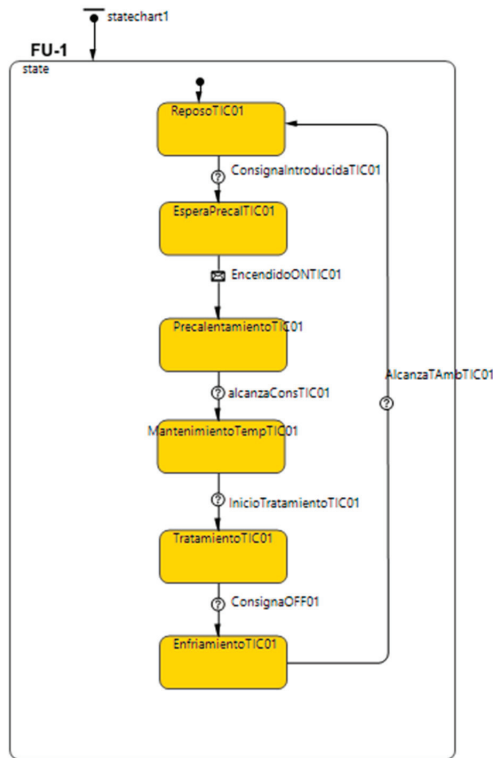 statechart1
FU-1
state
ReposoTIC01
ConsignaIntroducidaTIC01
EsperaPrecalTIC01
EncendidoONTIC01
PrecalentamientoTIC01
AlcanzaTAmbTIC01
alcanzaConsTIC01
MantenimientoTempTIC01
InicioTratamientoTIC01
TratamientoTIC01
ConsignaOFF01
EnfriamientoTIC01